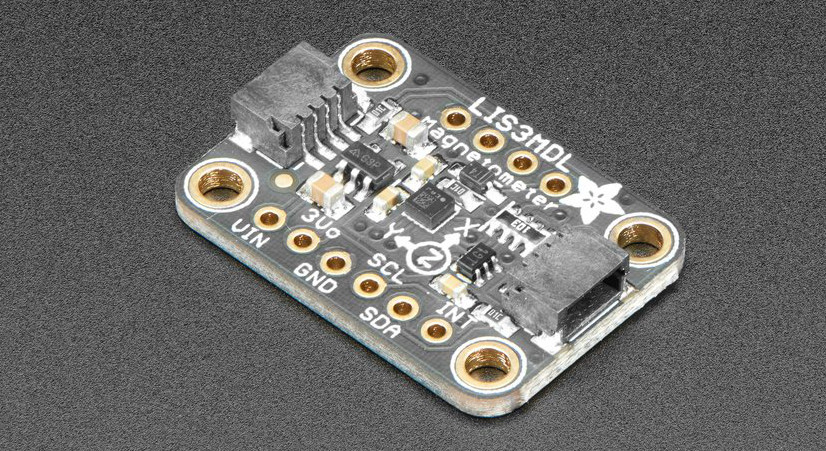 LIS3MDL
Magnetometer
X
Y
Z
VIN
3Vo
GND
SCL
SDA
INT